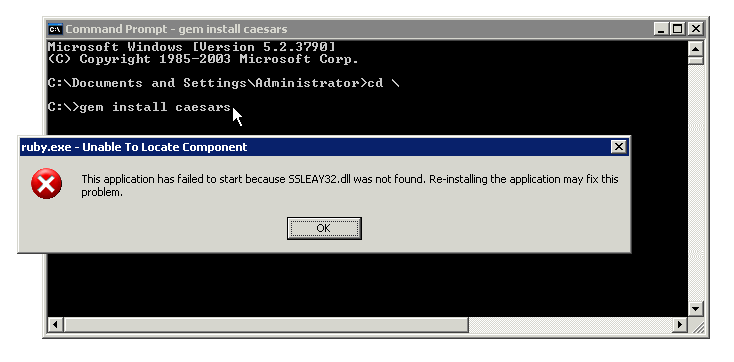 Command Prompt - gem install caesars
Microsoft Windows [Version 5.2.3790]
(C) Copyright 1985-2003 Microsoft Corp.
C:\Documents and Settings\Administrator>cd \
C:\>gem install caesars
ruby.exe - Unable To Locate Component
This application has failed to start because SSLEAY32.dll was not found. Re-installing the application may fix this
problem.
OK